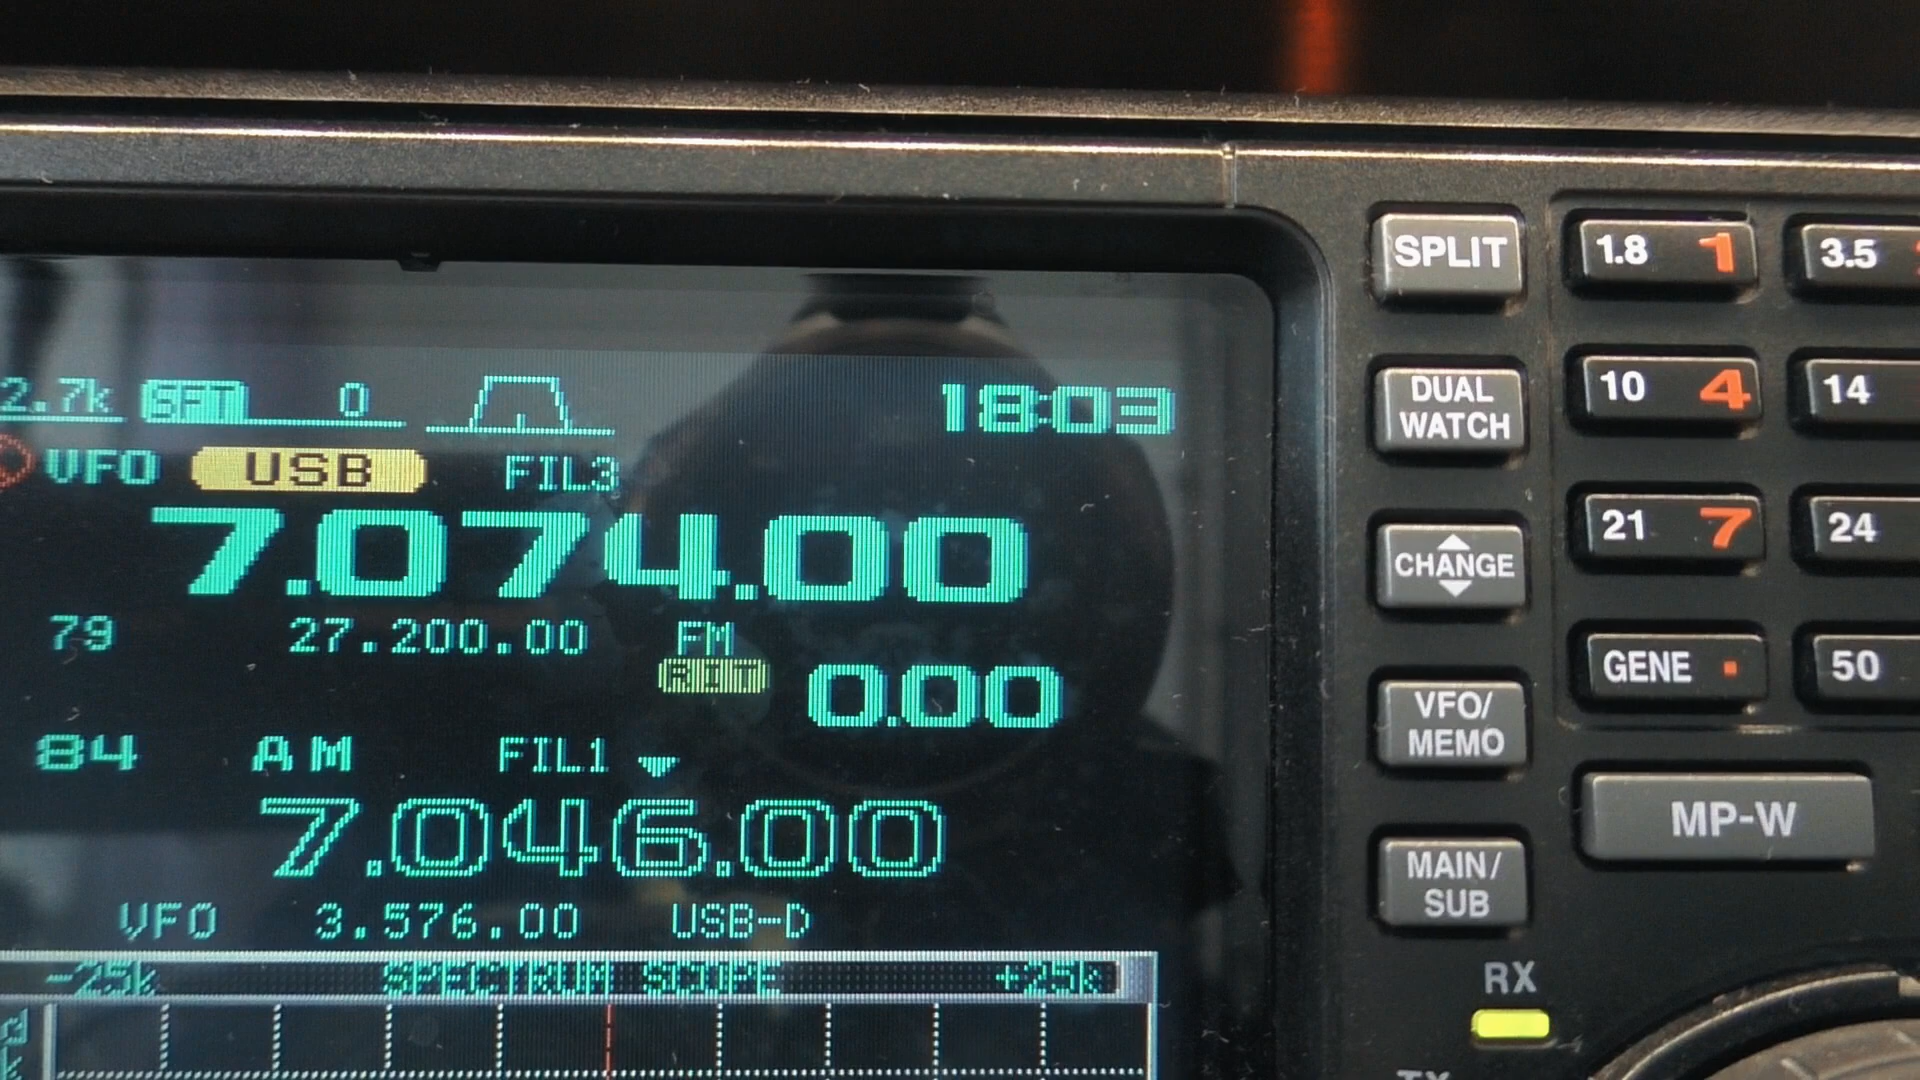 2.7k SFT 0 18:03
VFO USB FIL3
7.074.00
79 27.200.00 FM
RIT 0.00
84 AM FIL1
7.046.00
VFO 3.576.00 USB-D
-25k SPECTRUM SCOPE +25k
SPLIT 1.8 1 3.5
DUAL WATCH 10 4 14
CHANGE 21 7 24
GENE · 50
VFO/
MEMO
MP-W
MAIN/
SUB
RX
TX